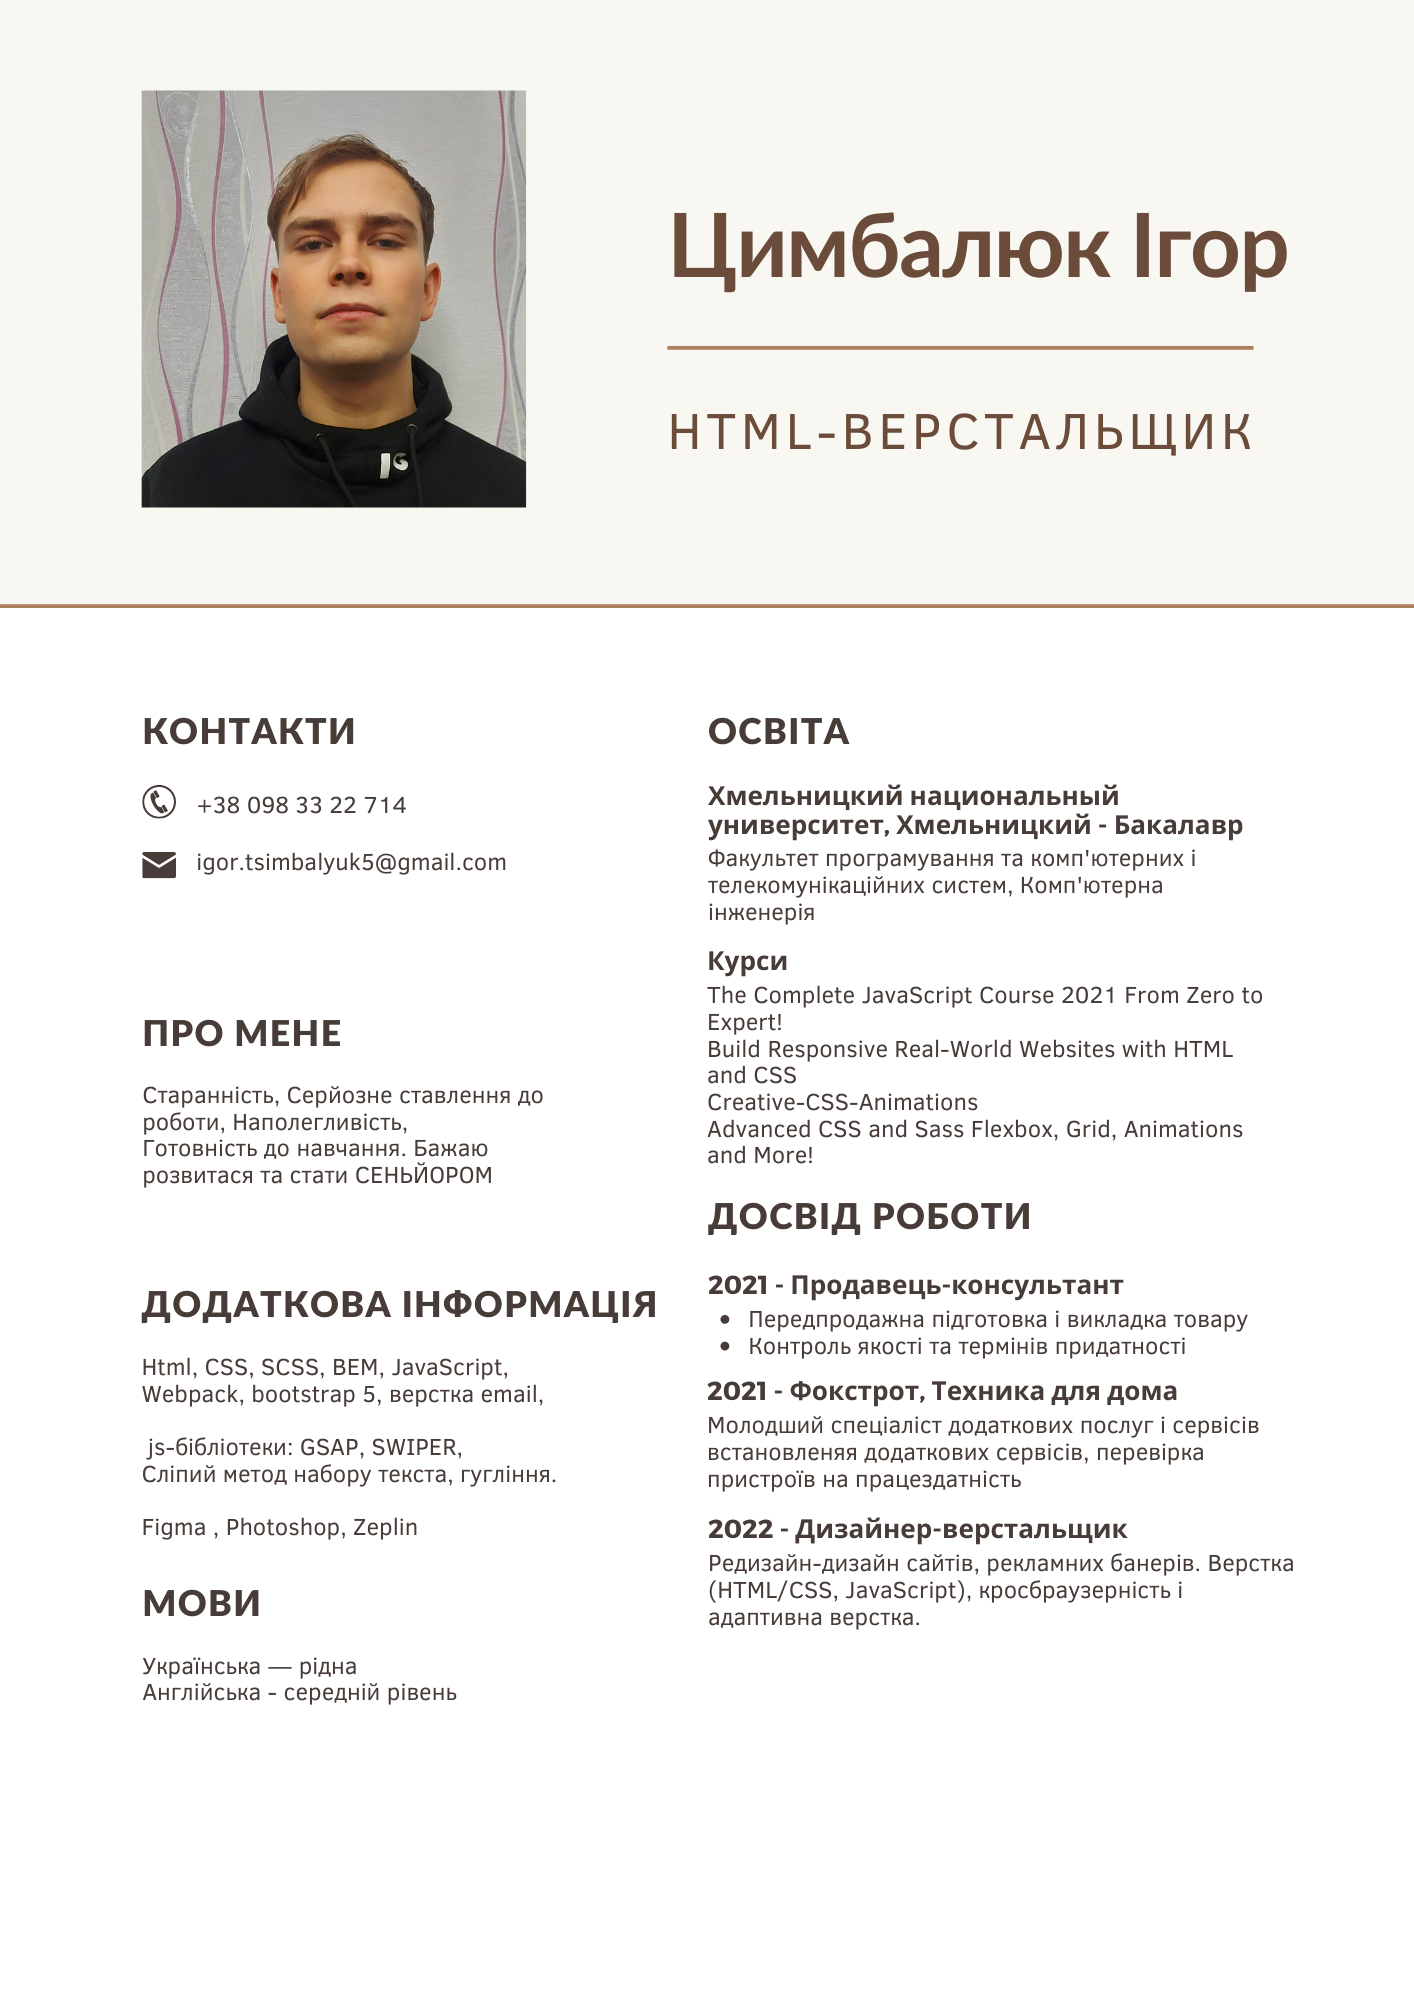 Цимбалюк Ігор
HTML-ВЕРСТАЛЬЩИК
КОНТАКТИ
+38 098 33 22 714
igor.tsimbalyuk5@gmail.com
ПРО МЕНЕ
Старанність, Серйозне ставлення до
роботи, Наполегливість,
Готовність до навчання. Бажаю
розвитася та стати СЕНЬЙОРОМ
ДОДАТКОВА ІНФОРМАЦІЯ
Html, CSS, SCSS, BEM, JavaScript,
Webpack, bootstrap 5, верстка email,
js-бібліотеки: GSAP, SWIPER,
Сліпий метод набору текста, гугління.
Figma , Photoshop, Zeplin
МОВИ
Українська — рідна
Англійська - середній рівень
ОСВІТА
Хмельницкий национальный
университет, Хмельницкий - Бакалавр
Факультет програмування та комп'ютерних і
телекомунікаційних систем, Комп'ютерна
інженерія
Курси
The Complete JavaScript Course 2021 From Zero to
Expert!
Build Responsive Real-World Websites with HTML
and CSS
Creative-CSS-Animations
Advanced CSS and Sass Flexbox, Grid, Animations
and More!
ДОСВІД РОБОТИ
2021 - Продавець-консультант
• Передпродажна підготовка і викладка товару
• Контроль якості та термінів придатності
2021 - Фокстрот, Техника для дома
Молодший спеціаліст додаткових послуг і сервісів
встановленяя додаткових сервісів, перевірка
пристроїв на працездатність
2022 - Дизайнер-верстальщик
Редизайн-дизайн сайтів, рекламних банерів. Верстка
(HTML/CSS, JavaScript), кросбраузерність і
адаптивна верстка.